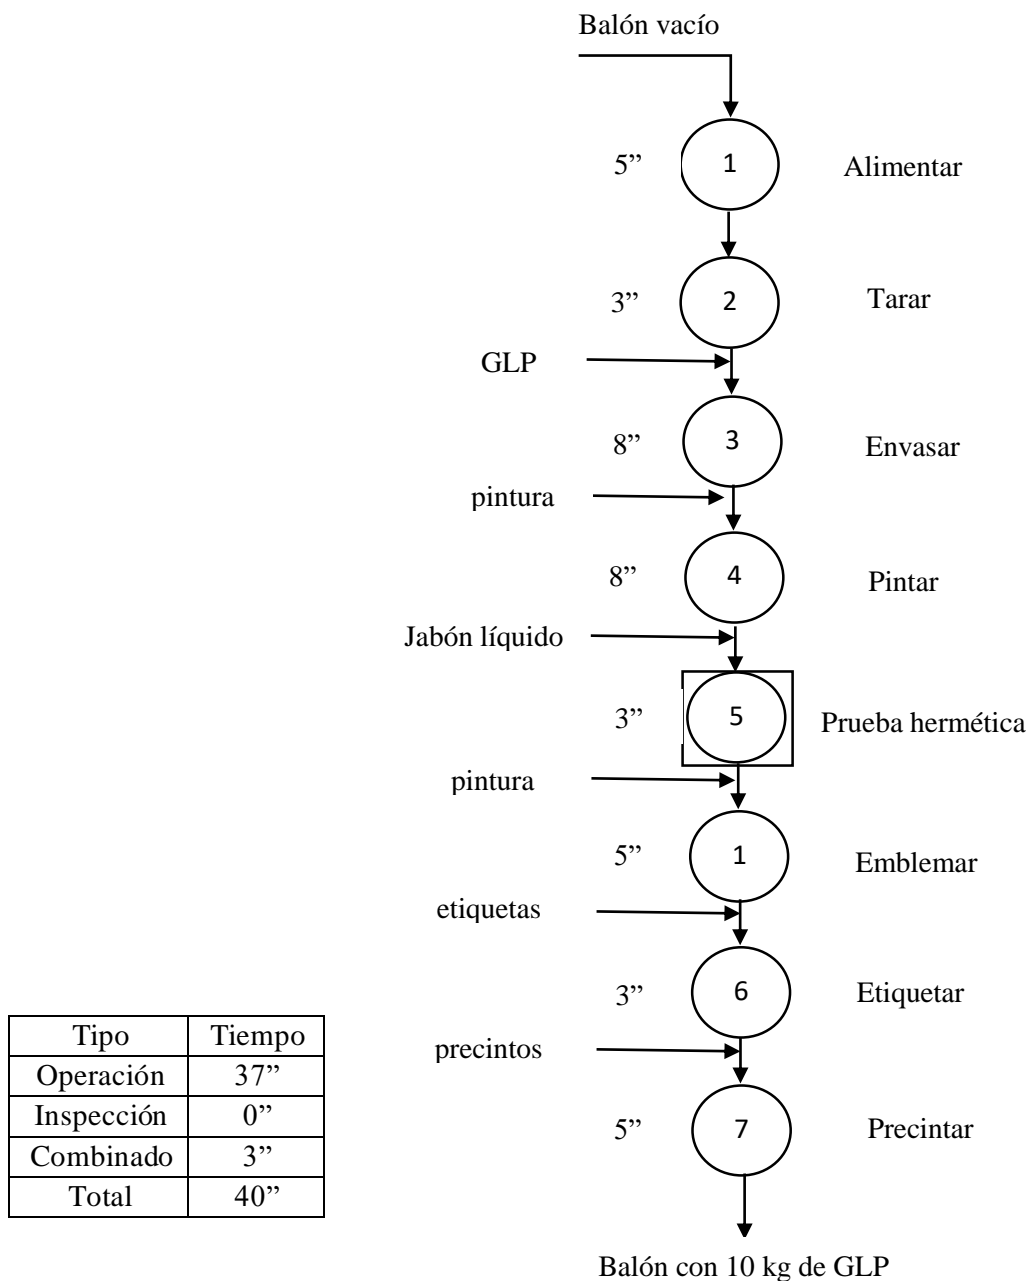 Balón vacío
5” 1 Alimentar
3” 2 Tarar
GLP
8” 3 Envasar
pintura
8” 4 Pintar
Jabón líquido
3” 5 Prueba hermética
pintura
5” 1 Emblemar
etiquetas
3” 6 Etiquetar
precintos
5” 7 Precintar
Balón con 10 kg de GLP
Tipo Tiempo
Operación 37”
Inspección 0”
Combinado 3”
Total 40”